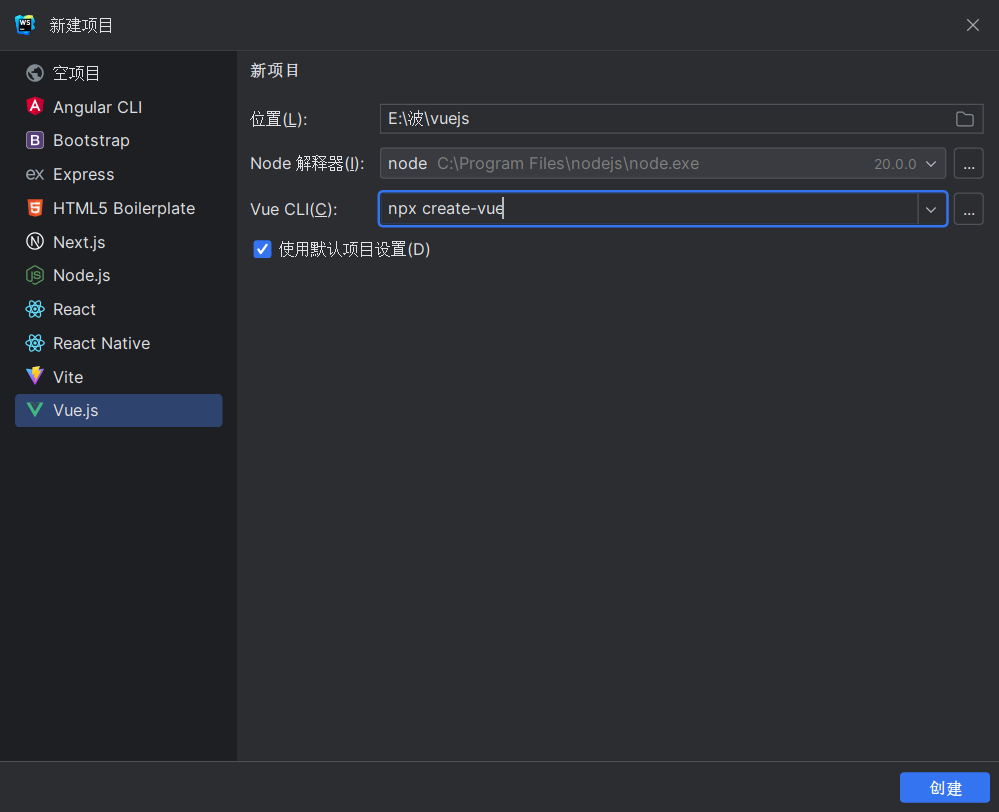 新建项目
空项目
Angular CLI
Bootstrap
Express
HTML5 Boilerplate
Next.js
Node.js
React
React Native
Vite
Vue.js
新项目
位置(L): E:\波\vuejs
Node 解释器(I): node C:\Program Files\nodejs\node.exe 20.0.0 ...
Vue CLI(C): npx create-vue ...
使用默认项目设置(D)
创建